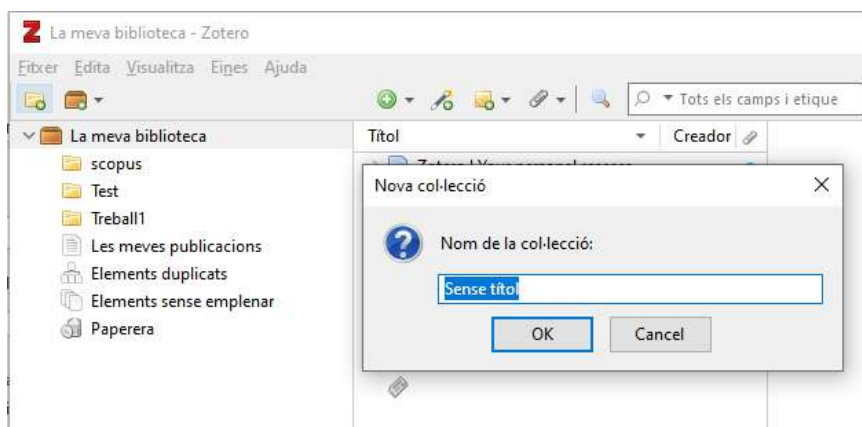 La meva biblioteca - Zotero
Fitxer Edita Visualitza Eines Ajuda
Tots els camps i etique
La meva biblioteca
Títol Creador
scopus
Test
Treball1
Les meves publicacions
Elements duplicats
Elements sense emplenar
Paperera
Nova col·lecció
Nom de la col·lecció:
Sense títol
OK Cancel